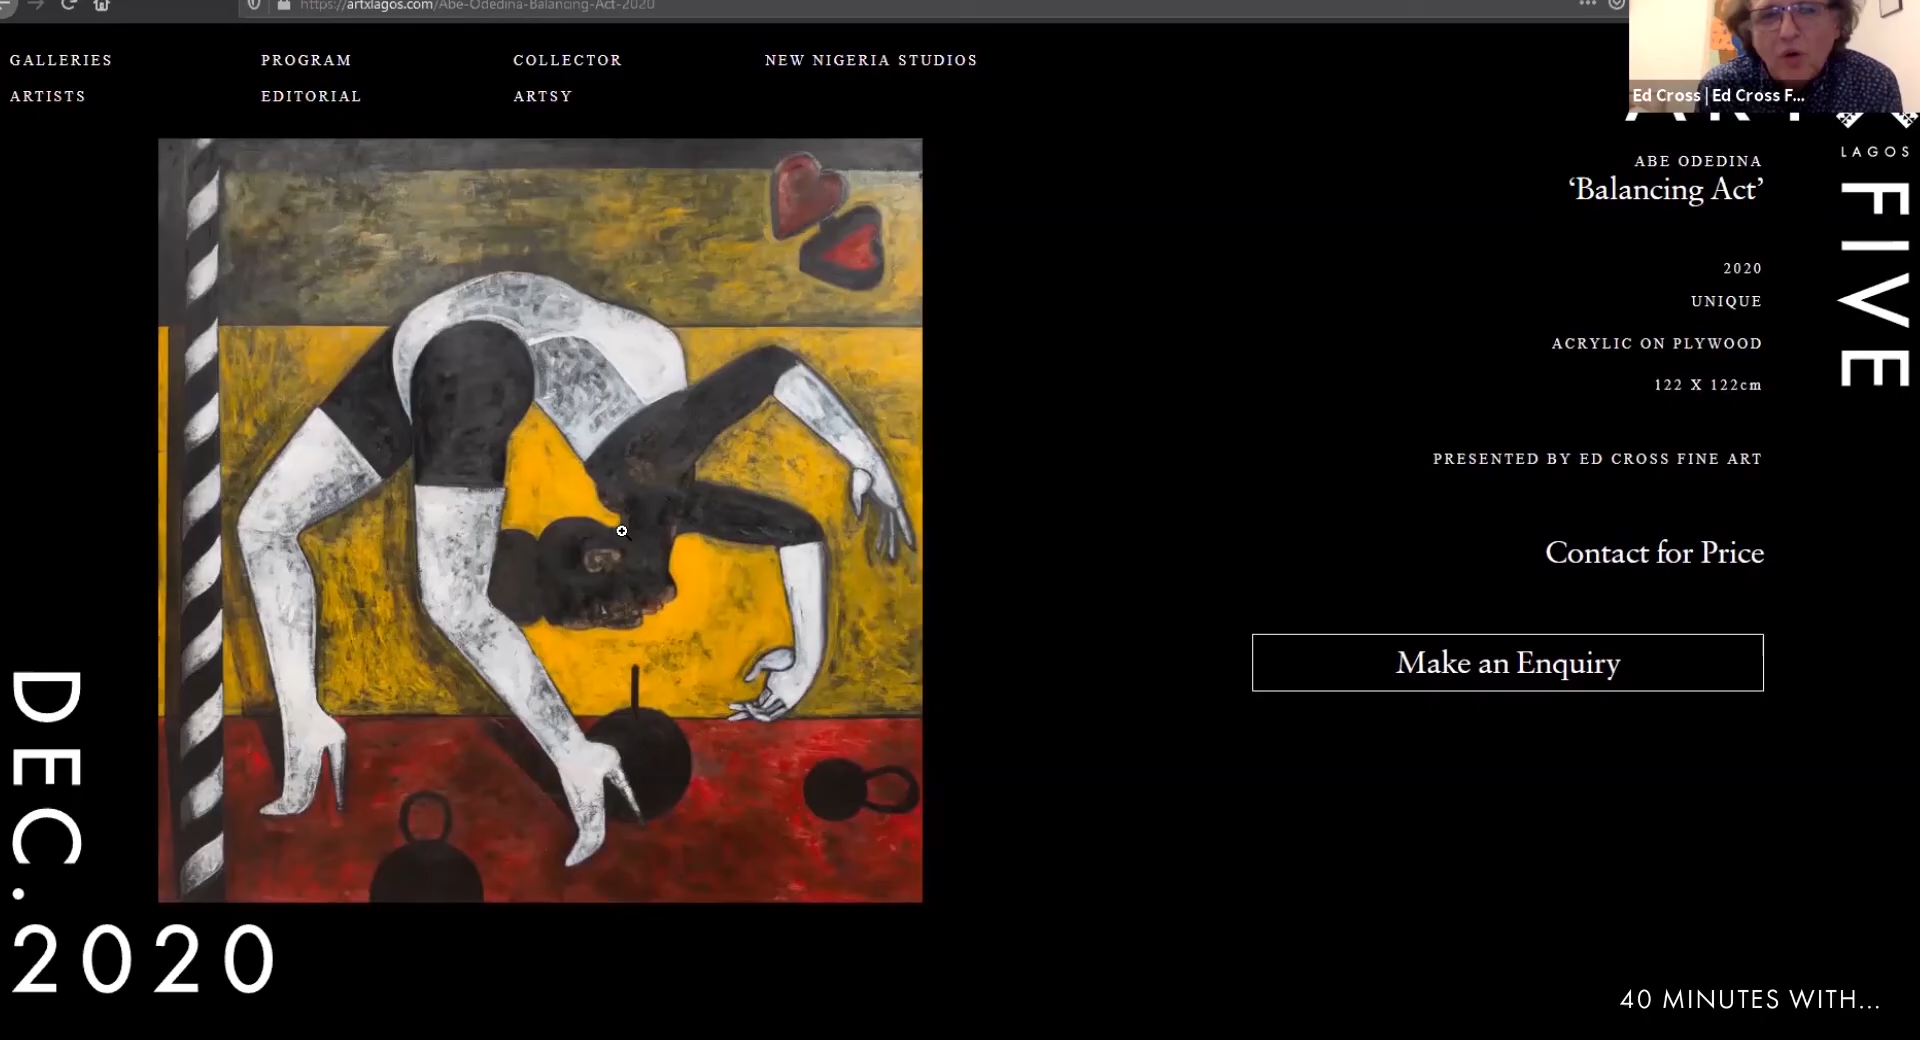 https://artxlagos.com/Abe-Odedina-Balancing-Act-2020
GALLERIES
PROGRAM
COLLECTOR
NEW NIGERIA STUDIOS
ARTISTS
EDITORIAL
ARTSY
Ed Cross | Ed Cross F...
LAGOS
FIVE
ABE ODEDINA
‘Balancing Act’
2020
UNIQUE
ACRYLIC ON PLYWOOD
122 X 122cm
PRESENTED BY ED CROSS FINE ART
Contact for Price
Make an Enquiry
DEC.
2020
40 MINUTES WITH...